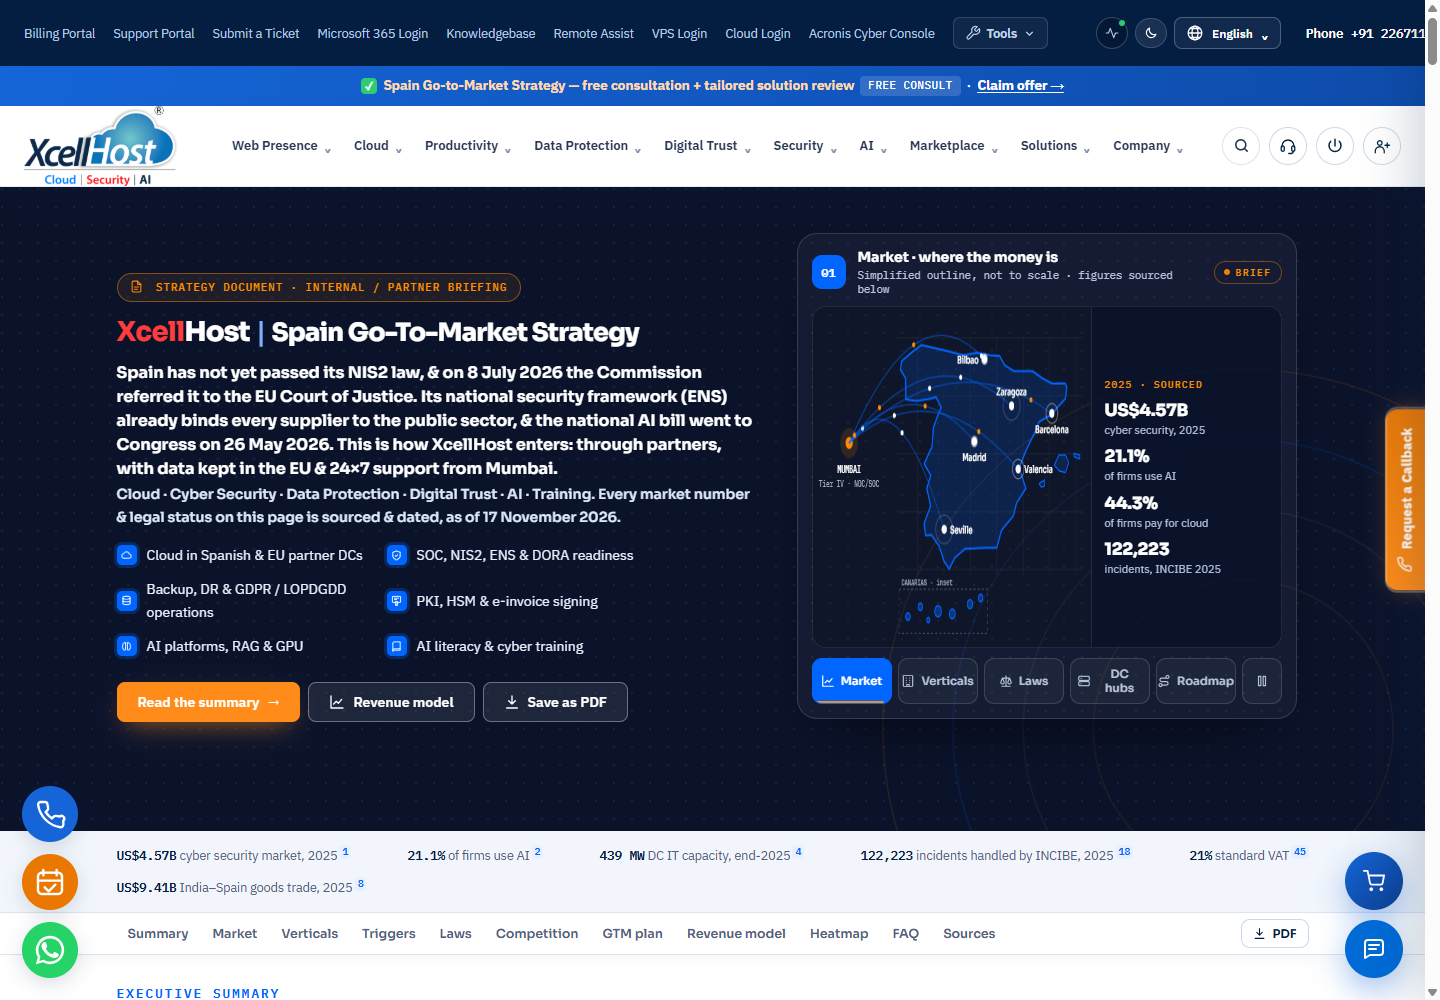 Billing Portal Support Portal Submit a Ticket Microsoft 365 Login Knowledgebase Remote Assist VPS Login Cloud Login Acronis Cyber Console Tools English Phone +91 226711
Spain Go-to-Market Strategy — free consultation + tailored solution review FREE CONSULT · Claim offer →
XcellHost ®
Cloud | Security | AI
Web Presence Cloud Productivity Data Protection Digital Trust Security AI Marketplace Solutions Company
STRATEGY DOCUMENT · INTERNAL / PARTNER BRIEFING
XcellHost | Spain Go-To-Market Strategy
Spain has not yet passed its NIS2 law, & on 8 July 2026 the Commission
referred it to the EU Court of Justice. Its national security framework (ENS)
already binds every supplier to the public sector, & the national AI bill went to
Congress on 26 May 2026. This is how XcellHost enters: through partners,
with data kept in the EU & 24×7 support from Mumbai.
Cloud · Cyber Security · Data Protection · Digital Trust · AI · Training. Every market number
& legal status on this page is sourced & dated, as of 17 November 2026.
Cloud in Spanish & EU partner DCs
SOC, NIS2, ENS & DORA readiness
Backup, DR & GDPR / LOPDGDD
operations
PKI, HSM & e-invoice signing
AI platforms, RAG & GPU
AI literacy & cyber training
Read the summary →
Revenue model
Save as PDF
01
Market · where the money is
Simplified outline, not to scale · figures sourced
below
BRIEF
Bilbao
Zaragoza
Barcelona
Madrid
Valencia
MUMBAI
Tier IV · NOC/SOC
Seville
CANARIAS · inset
2025 · SOURCED
US$4.57B
cyber security, 2025
21.1%
of firms use AI
44.3%
of firms pay for cloud
122,223
incidents, INCIBE 2025
Market
Verticals
Laws
DC
hubs
Roadmap
Request a Callback
US$4.57B cyber security market, 2025 1
21.1% of firms use AI 2
439 MW DC IT capacity, end-2025 4
122,223 incidents handled by INCIBE, 2025 18
21% standard VAT 45
US$9.41B India–Spain goods trade, 2025 8
Summary Market Verticals Triggers Laws Competition GTM plan Revenue model Heatmap FAQ Sources PDF
EXECUTIVE SUMMARY